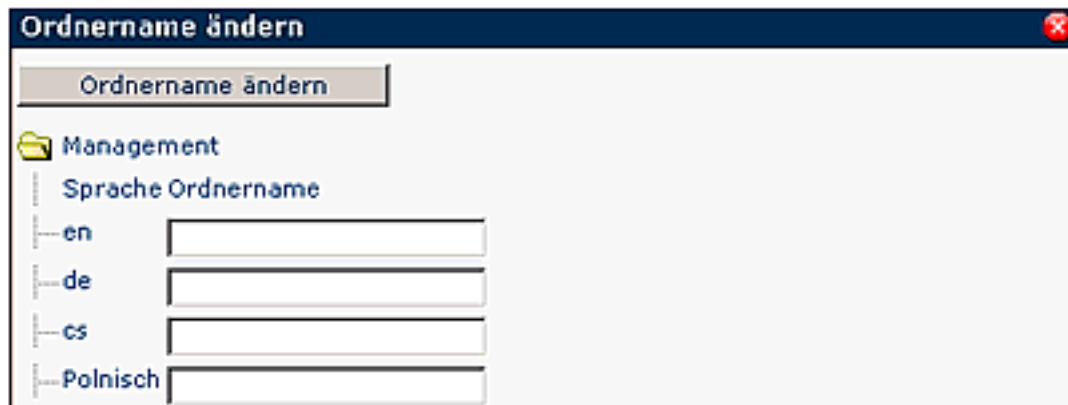 Ordnername ändern
Ordnername ändern
Management
Sprache Ordnername
en
de
cs
Polnisch